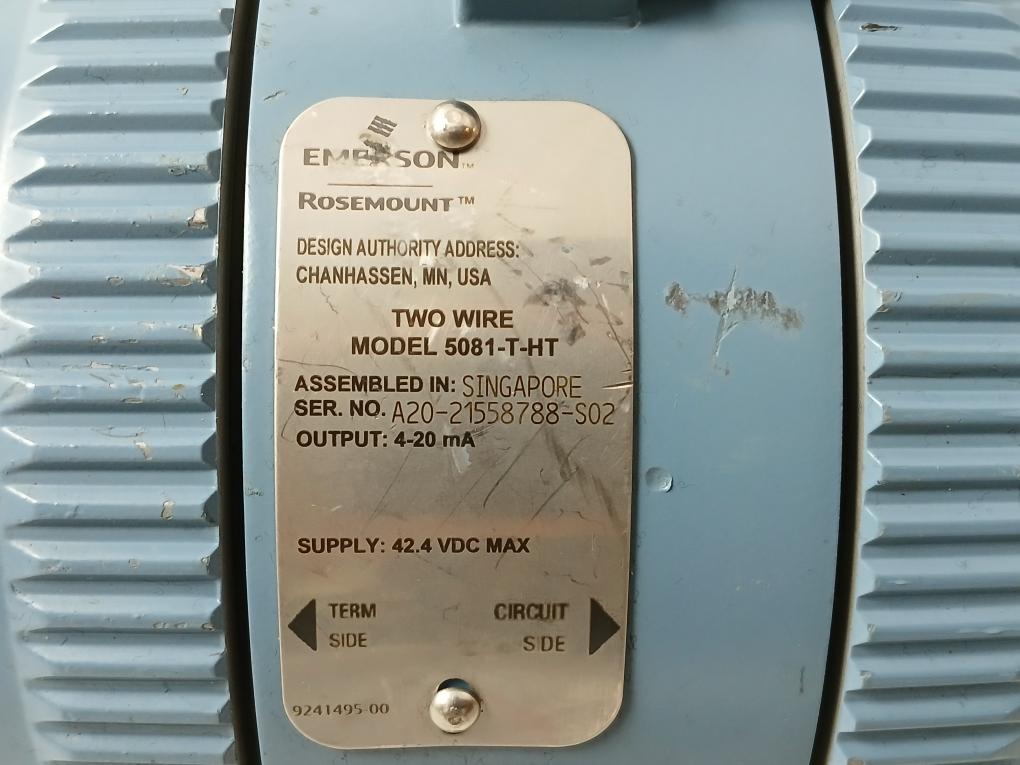 EMERSON™
ROSEMOUNT™
DESIGN AUTHORITY ADDRESS:
CHANHASSEN, MN, USA
TWO WIRE
MODEL 5081-T-HT
ASSEMBLED IN: SINGAPORE
SER. NO. A20-21558788-S02
OUTPUT: 4-20 mA
SUPPLY: 42.4 VDC MAX
TERM CIRCUIT
SIDE SIDE
9241495-00